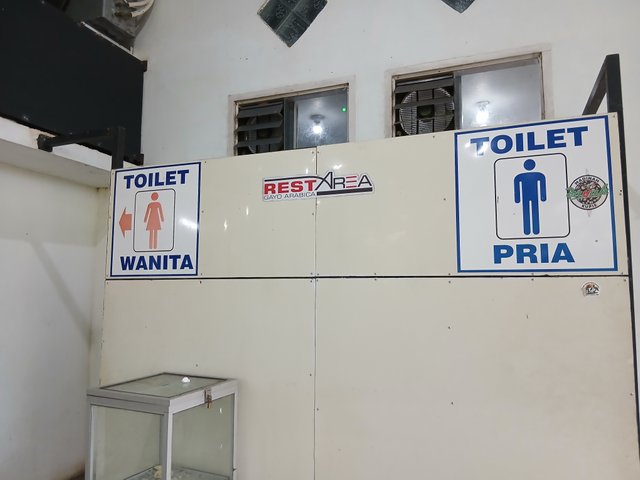 TOILET
WANITA
REST AREA
GAYO ARABICA
TOILET
PRIA